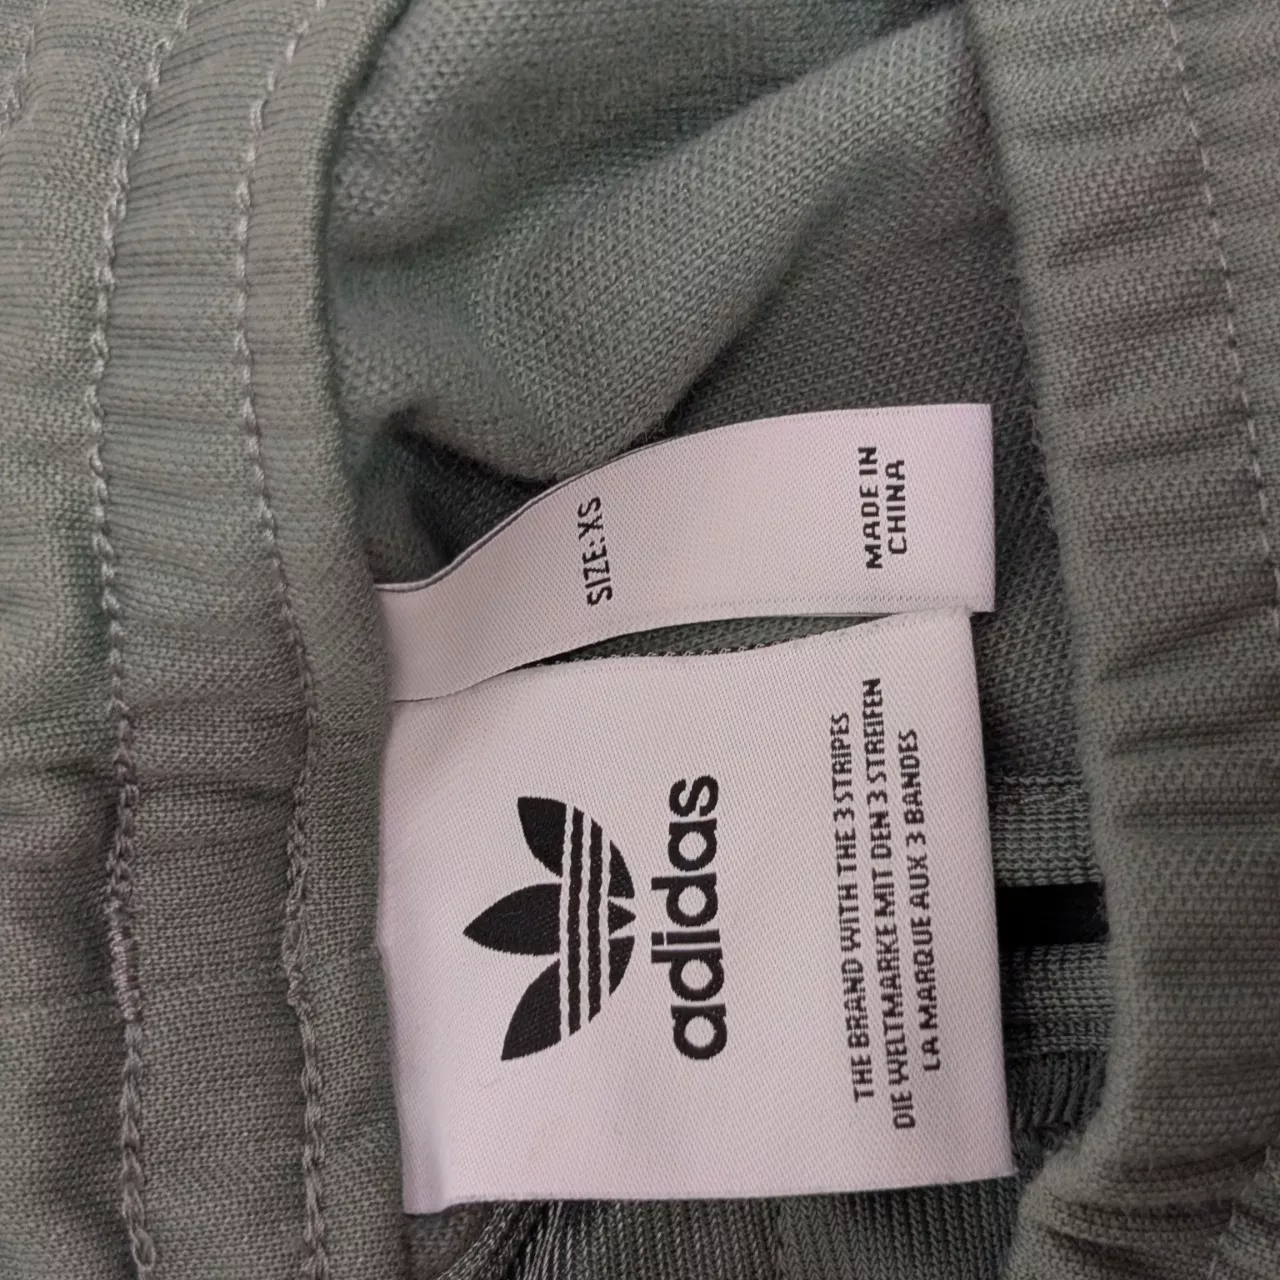 SIZE:XS
MADE IN
CHINA
adidas
THE BRAND WITH THE 3 STRIPES
DIE WELTMARKE MIT DEN 3 STREIFEN
LA MARQUE AUX 3 BANDES